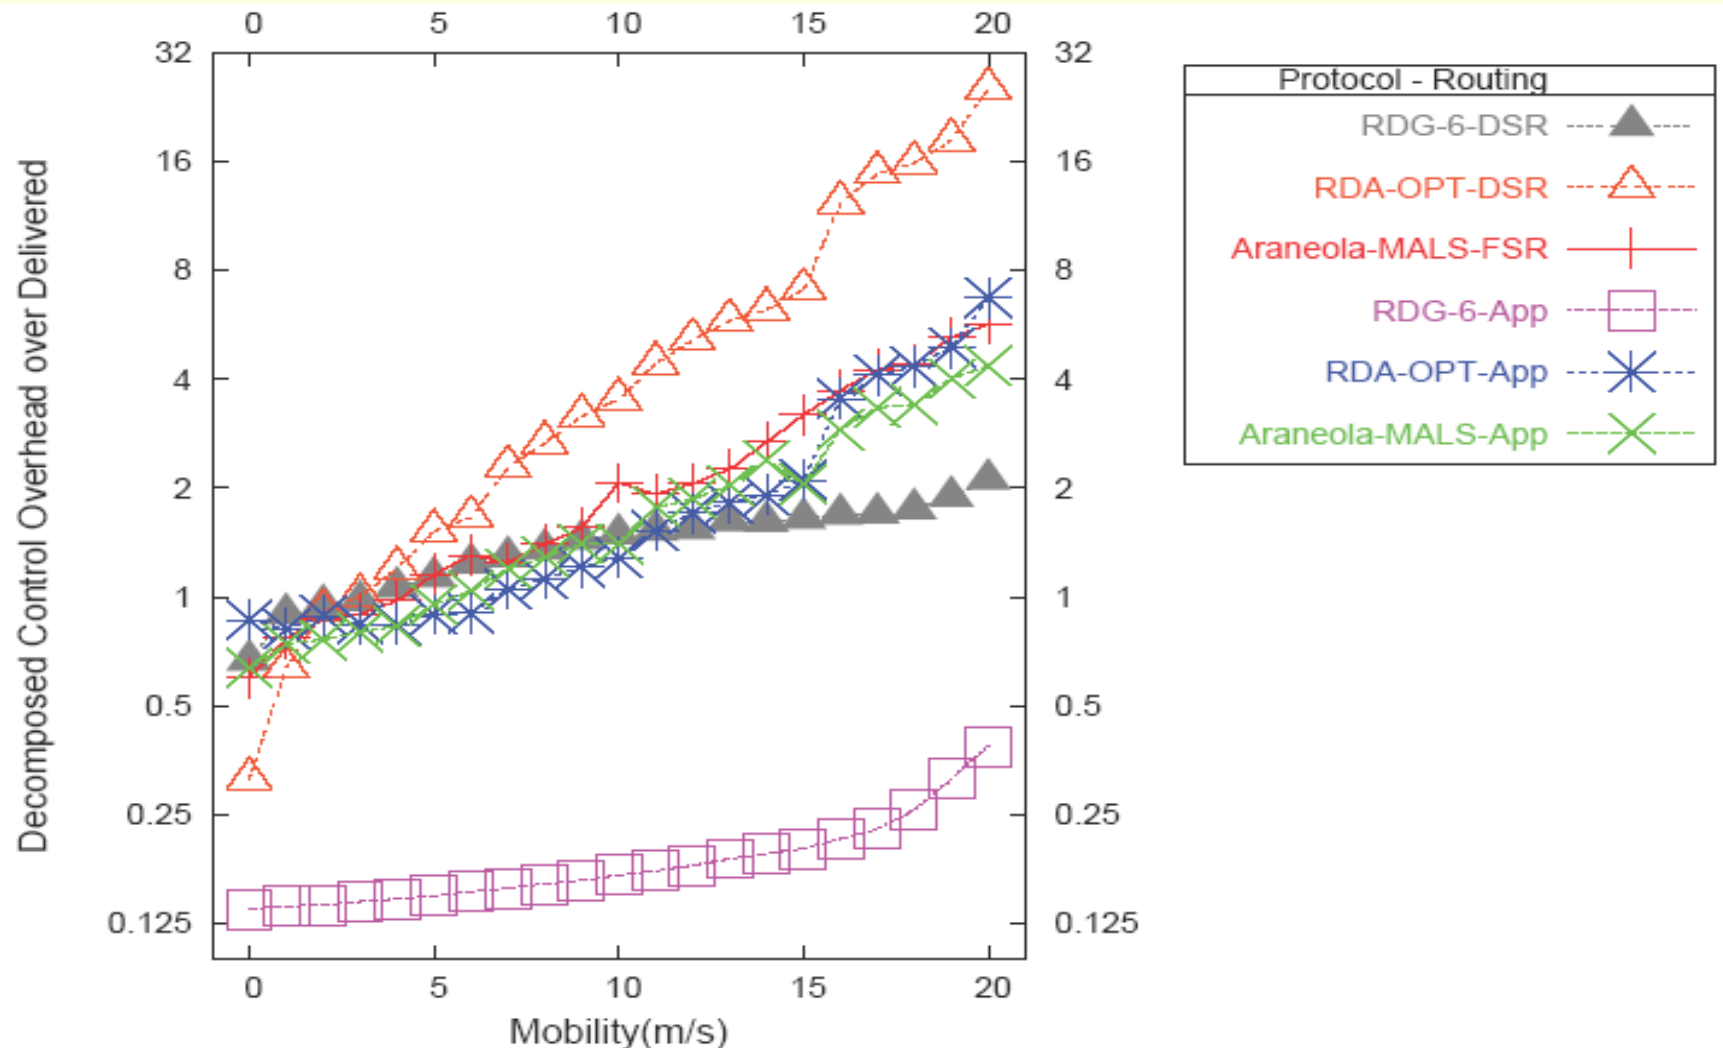 0 5 10 15 20
32 32
16 16
8 8
4 4
2 2
1 1
0.5 0.5
0.25 0.25
0.125 0.125
0 5 10 15 20
Mobility(m/s)
Decomposed Control Overhead over Delivered
Protocol - Routing
RDG-6-DSR
RDA-OPT-DSR
Araneola-MALS-FSR
RDG-6-App
RDA-OPT-App
Araneola-MALS-App